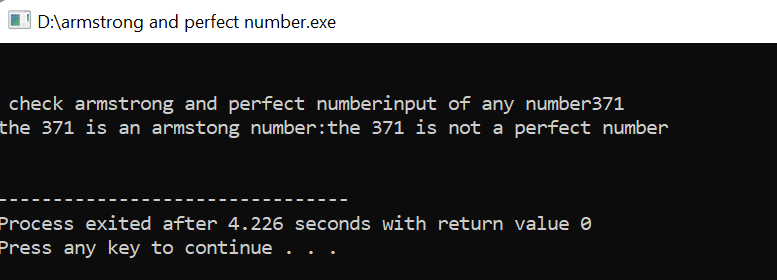 D:\armstrong and perfect number.exe
check armstrong and perfect numberinput of any number371
the 371 is an armstong number:the 371 is not a perfect number
---------------------------------
Process exited after 4.226 seconds with return value 0
Press any key to continue . . .